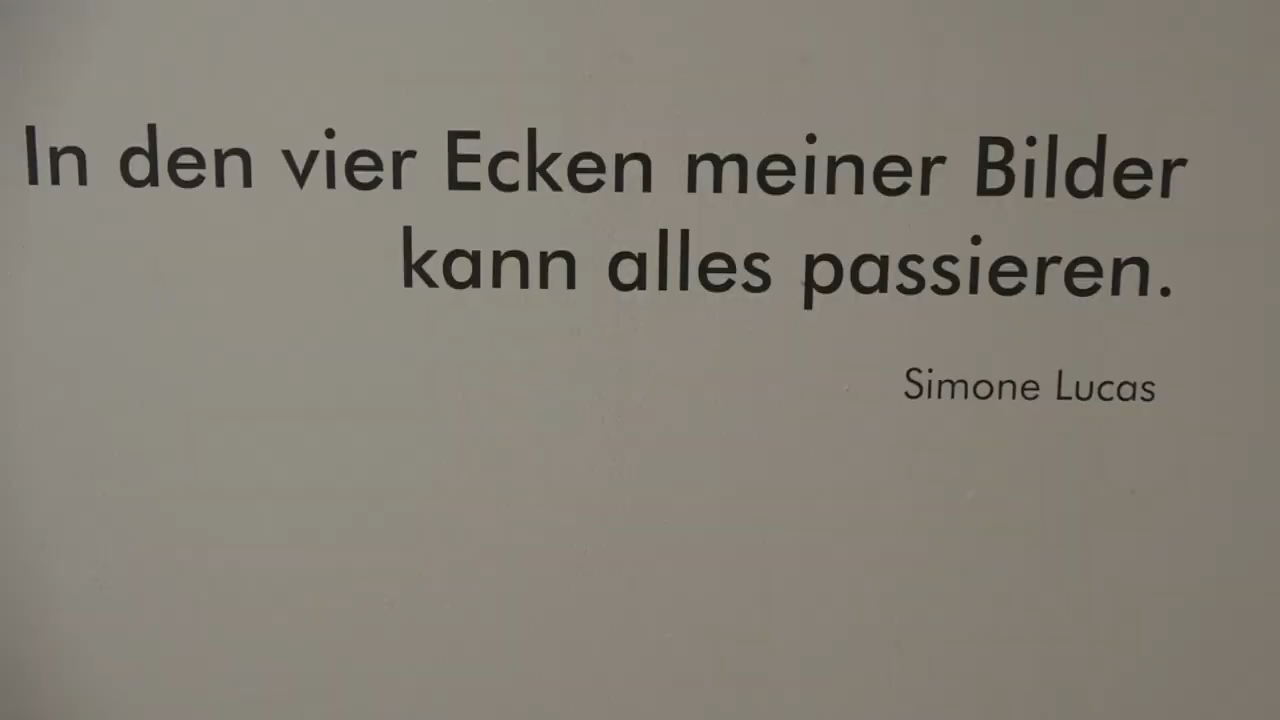 In den vier Ecken meiner Bilder
kann alles passieren.
Simone Lucas